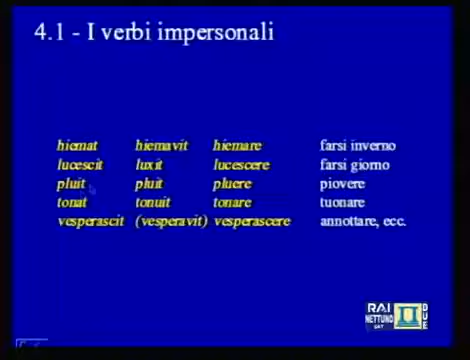 4.1 - I verbi impersonali
hiemat hiemavit hiemare farsi inverno
lucescit luxit lucescere farsi giorno
pluit pluit pluere piovere
tonat tonuit tonare tuonare
vesperascit (vesperavit) vesperascere annottare, ecc.
RAI
NETTUNO
SAT
DUE